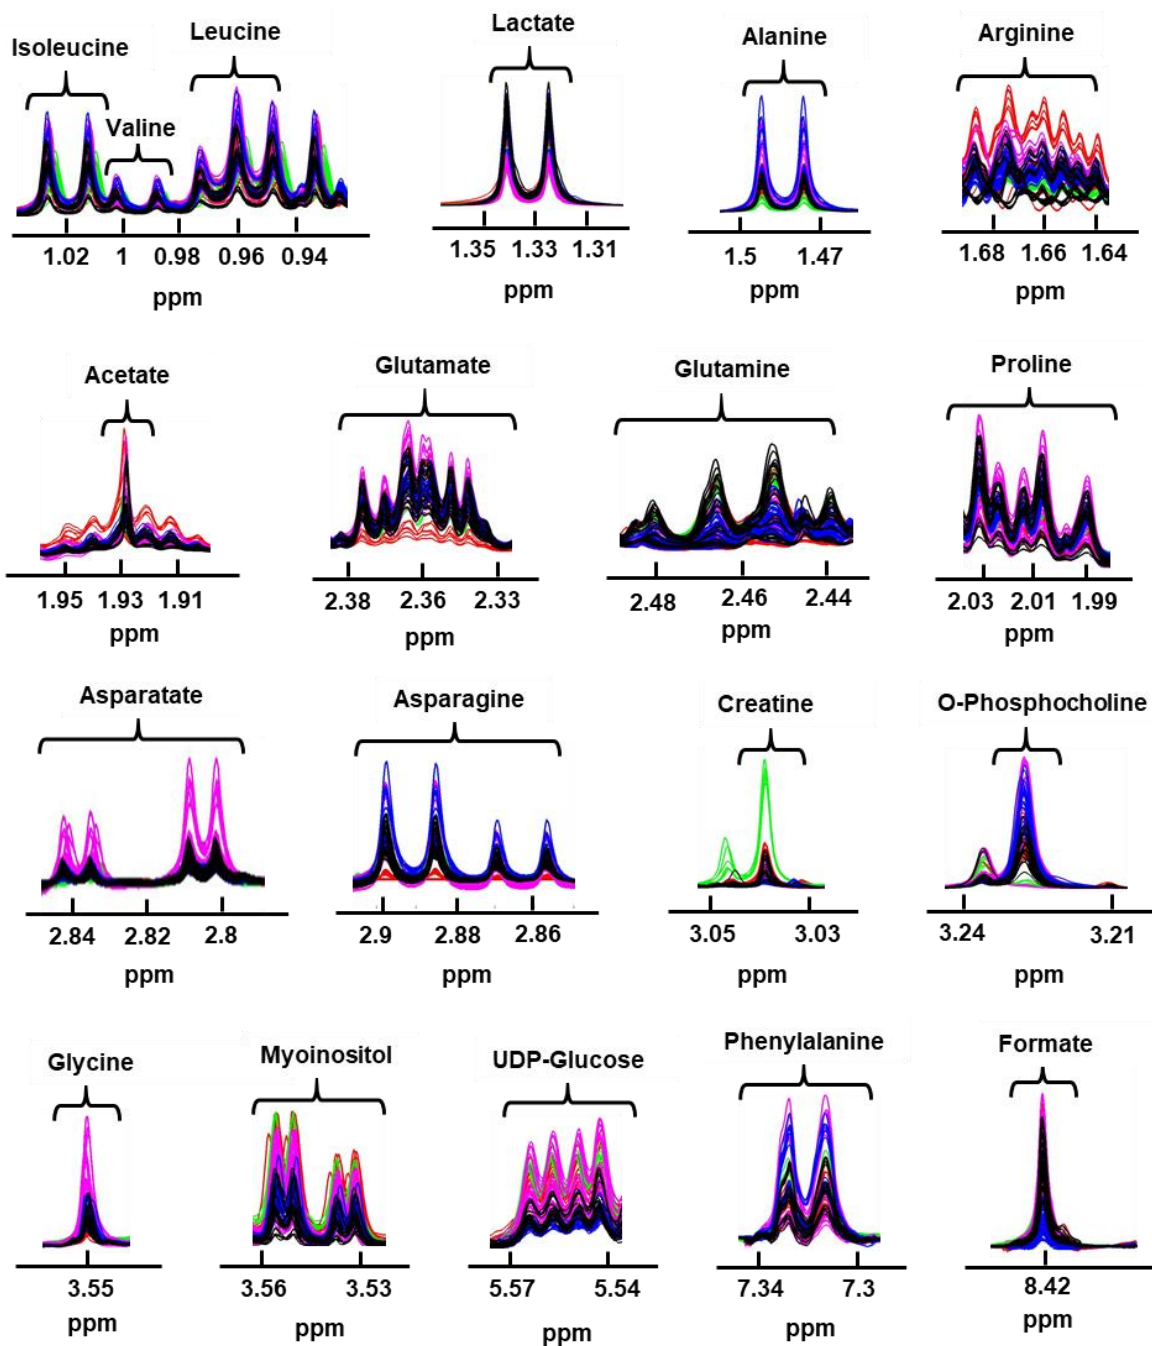 Isoleucine
Leucine
Valine
Lactate
Alanine
Arginine
1.02 1 0.98 0.96 0.94
1.35 1.33 1.31
1.5 1.47
1.68 1.66 1.64
ppm
ppm
ppm
ppm
Acetate
Glutamate
Glutamine
Proline
1.95 1.93 1.91
2.38 2.36 2.33
2.48 2.46 2.44
2.03 2.01 1.99
ppm
ppm
ppm
ppm
Asparatate
Asparagine
Creatine
O-Phosphocholine
2.84 2.82 2.8
2.9 2.88 2.86
3.05 3.03
3.24 3.21
ppm
ppm
ppm
ppm
Glycine
Myoinositol
UDP-Glucose
Phenylalanine
Formate
3.55
3.56 3.53
5.57 5.54
7.34 7.3
8.42
ppm
ppm
ppm
ppm
ppm